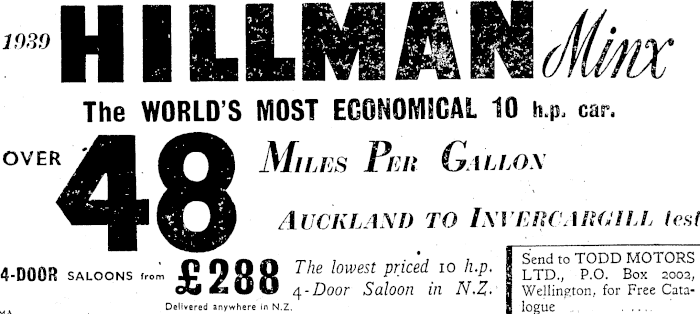 1939 HILLMAN Minx
The WORLD'S MOST ECONOMICAL 10 h.p. car.
OVER 48 MILES PER GALLON
AUCKLAND TO INVERCARGILL test
4-DOOR SALOONS from £288
Delivered anywhere in N.Z.
The lowest priced 10 h.p.
4-Door Saloon in N.Z.
Send to TODD MOTORS
LTD., P.O. Box 2002,
Wellington, for Free Cata-
logue